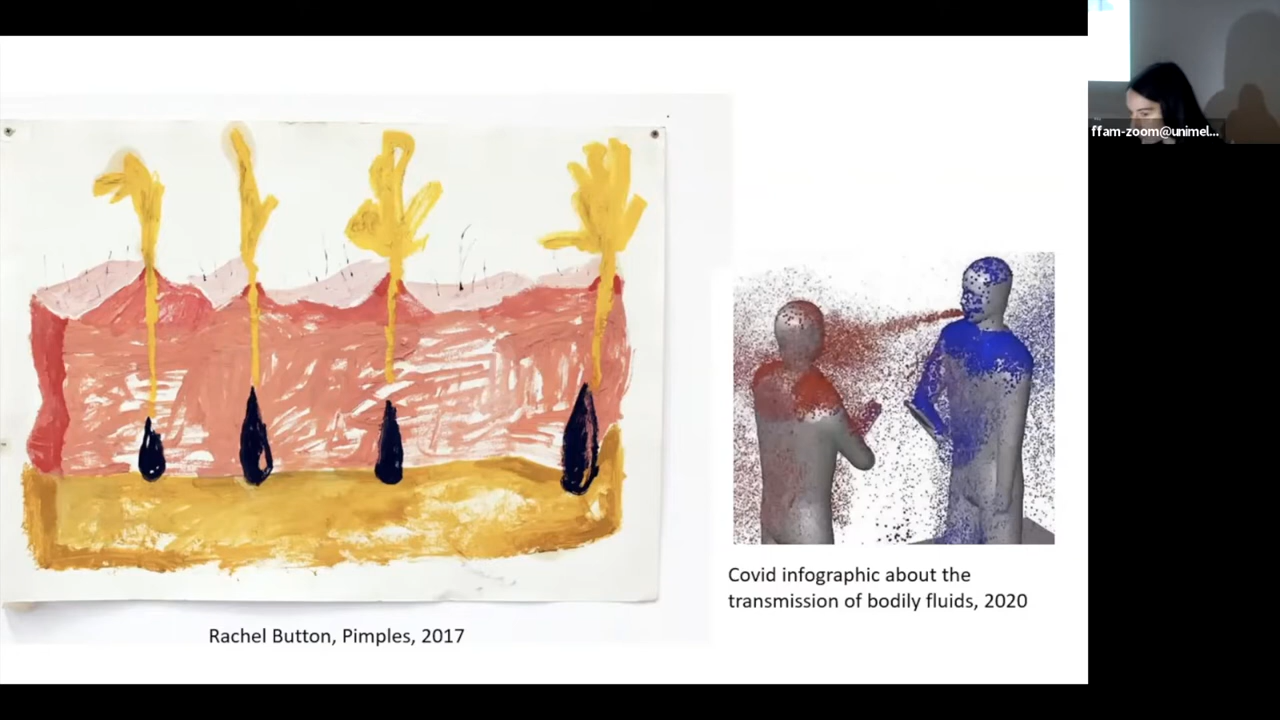 ffam-zoom@unimel...
Covid infographic about the
transmission of bodily fluids, 2020
Rachel Button, Pimples, 2017